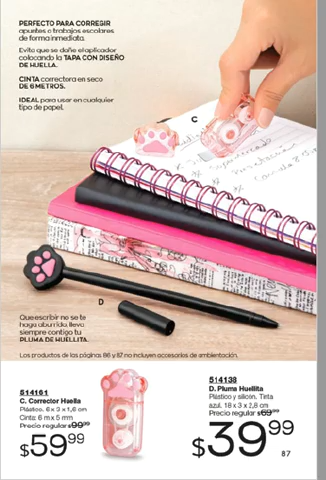 PERFECTO PARA CORREGIR
apuntes o trabajos escolares
de forma inmediata.
Evita que se dañe el aplicador
colocando la TAPA CON DISEÑO
DE HUELLA.
CINTA correctora en seco
DE 6 METROS.
IDEAL para usar en cualquier
tipo de papel.
C
D
Que escribir no se te
haga aburrido, lleva
siempre contigo tu
PLUMA DE HUELLITA.
Los productos de las páginas 86 y 87 no incluyen accesorios de ambientación.
514161
C. Corrector Huella
Plástico. 6 x 3 x 1,6 cm
Cinta: 6 m x 5 mm
Precio regular $99.99
$59.99
514138
D. Pluma Huellita
Plástico y silicón. Tinta
azul. 18 x 3 x 2,8 cm
Precio regular $69.99
$39.99
87